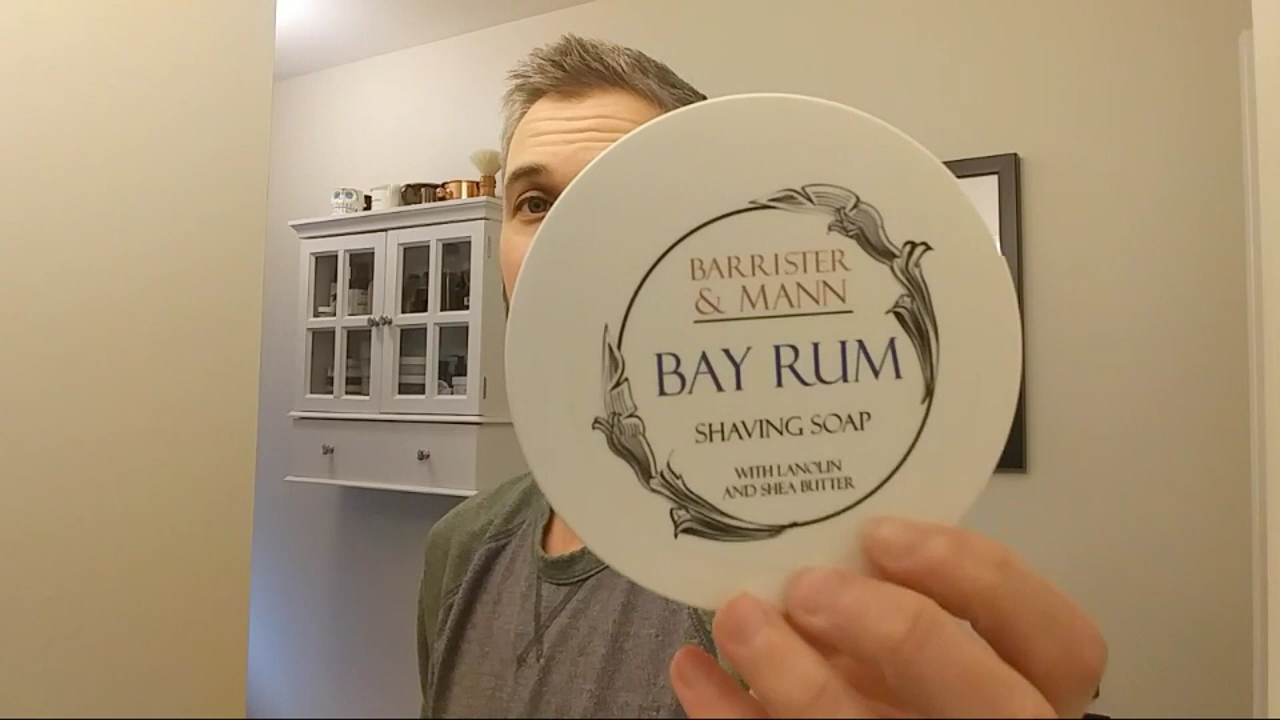 BARRISTER
& MANN
BAY RUM
SHAVING SOAP
WITH LANOLIN
AND SHEA BUTTER